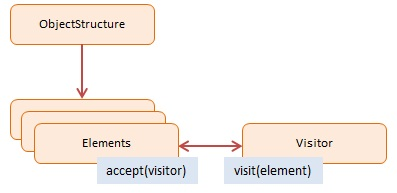 ObjectStructure
Elements
Visitor
accept(visitor)
visit(element)